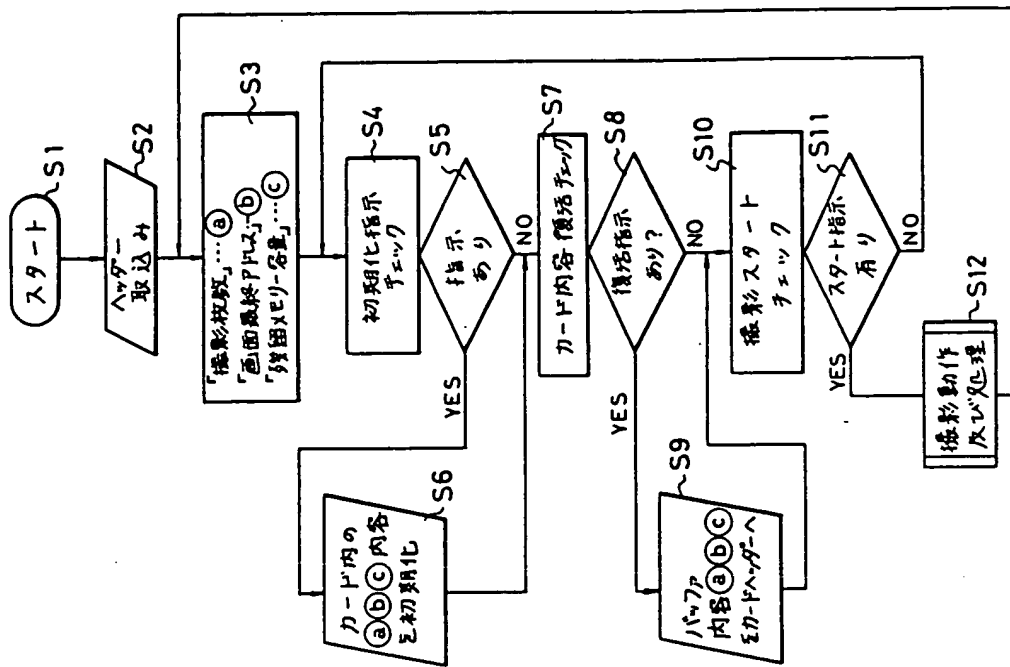 スタート
S1
ヘッダー
取込み
S2
「撮影枚数」…ⓐ
「画面最終アドレス」…ⓑ
「残留メモリー容量」…ⓒ
S3
初期化指示
チェック
S4
指示
あり
S5
YES
NO
カード内の
ⓐⓑⓒ内容
を初期化
S6
カード内容復活チェック
S7
復活指示
あり?
S8
YES
NO
バッファ
内容ⓐⓑⓒ
をカードヘッダーへ
S9
撮影スタート
チェック
S10
スタート指示
有り
S11
YES
NO
撮影動作
及び処理
S12